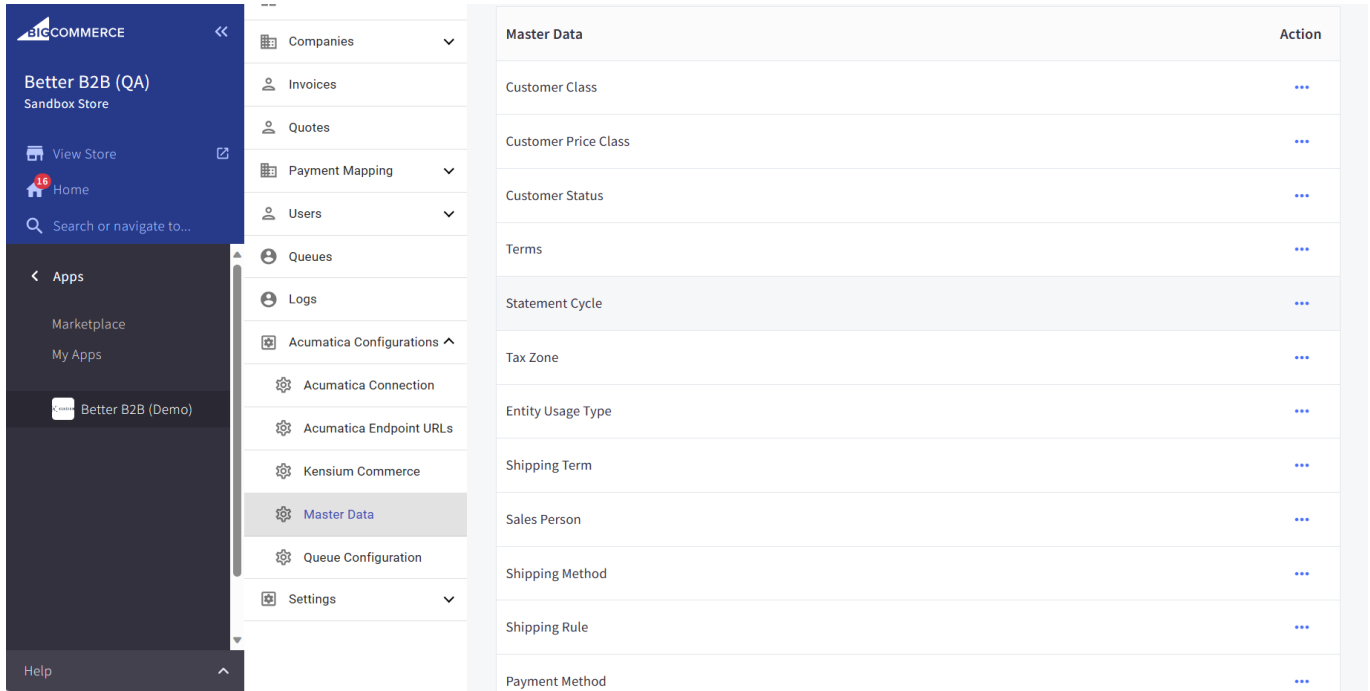 BIGCOMMERCE
Better B2B (QA)
Sandbox Store
View Store
16
Home
Search or navigate to...
Apps
Marketplace
My Apps
Better B2B (Demo)
Help
Companies
Invoices
Quotes
Payment Mapping
Users
Queues
Logs
Acumatica Configurations
Acumatica Connection
Acumatica Endpoint URLs
Kensium Commerce
Master Data
Queue Configuration
Settings
Master Data Action
Customer Class
Customer Price Class
Customer Status
Terms
Statement Cycle
Tax Zone
Entity Usage Type
Shipping Term
Sales Person
Shipping Method
Shipping Rule
Payment Method